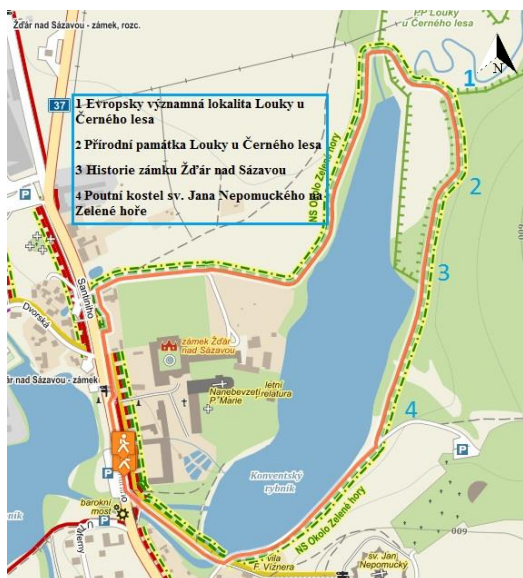 Žďár nad Sázavou - zámek, rozc.
PP Louky
u Černého lesa
N
37
1 Evropsky významná lokalita Louky u
Černého lesa
2 Přírodní památka Louky u Černého lesa
3 Historie zámku Žďár nad Sázavou
4 Poutní kostel sv. Jana Nepomuckého na
Zelené hoře
1
2
3
4
P
NS Okolo Zelené hory
Santiniho
Dvorská
zámek Žďár
nad Sázavou
ár nad Sázavou - zámek
Nanebevzetí
P. Marie
letní
relatura
P
Konventský
rybník
P
barokní
most
P
NS Okolo Zelené hory
vila
F. Víznera
sv. Jan
Nepomucký
600